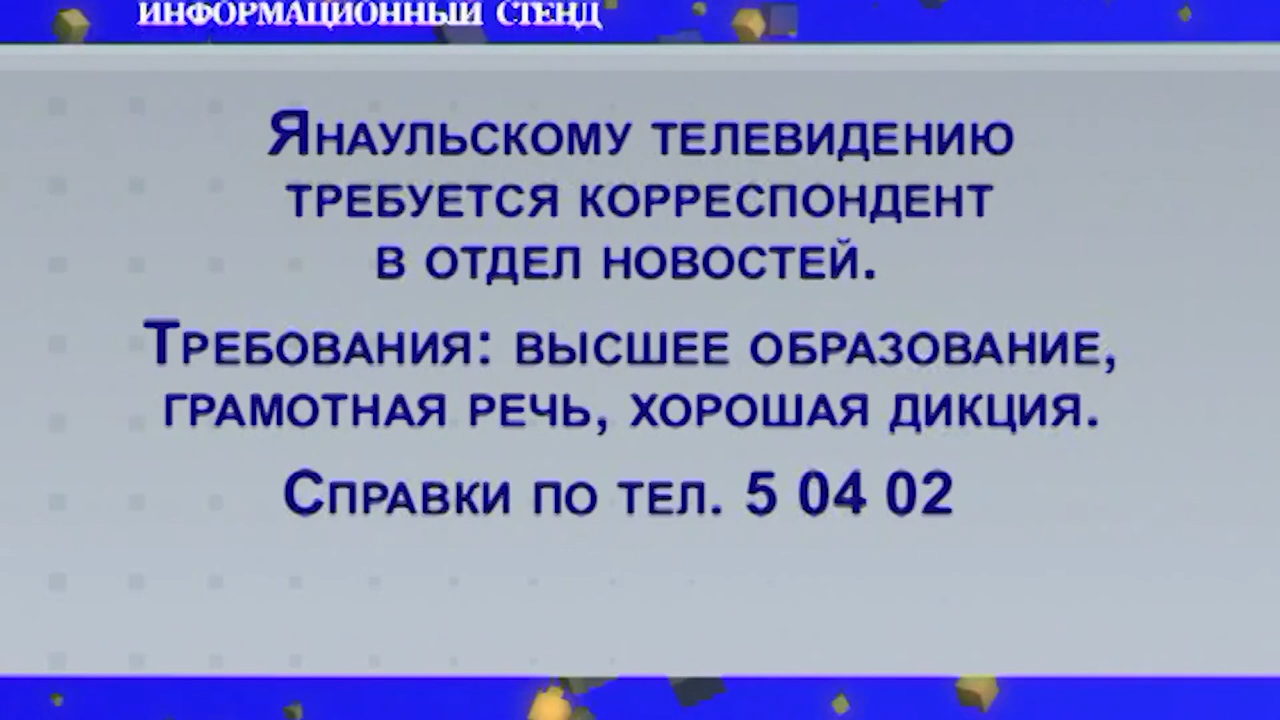 ИНФОРМАЦИОННЫЙ СТЕНД
Янаульскому телевидению
требуется корреспондент
в отдел новостей.
Требования: высшее образование,
грамотная речь, хорошая дикция.
Справки по тел. 5 04 02